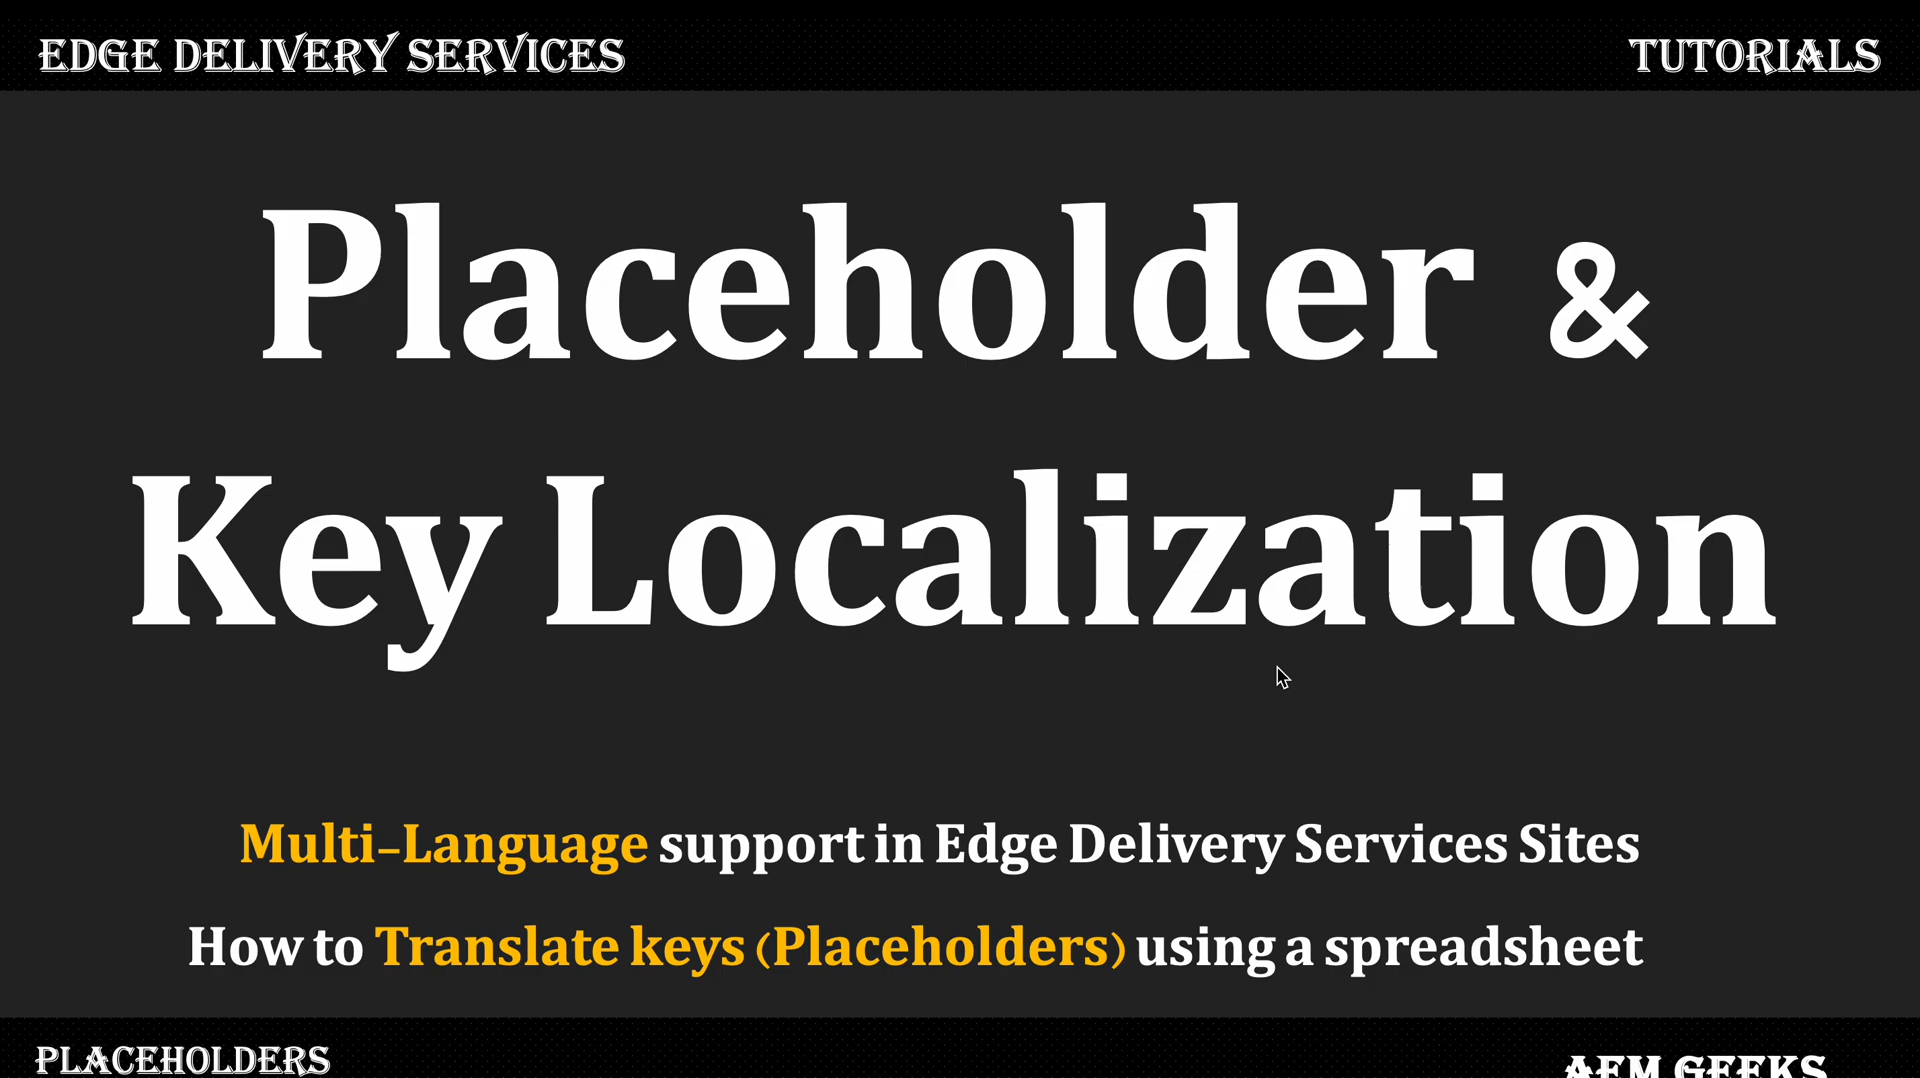 EDGE DELIVERY SERVICES
TUTORIALS
Placeholder &
Key Localization
Multi-Language support in Edge Delivery Services Sites
How to Translate keys (Placeholders) using a spreadsheet
PLACEHOLDERS
AEM GEEKS